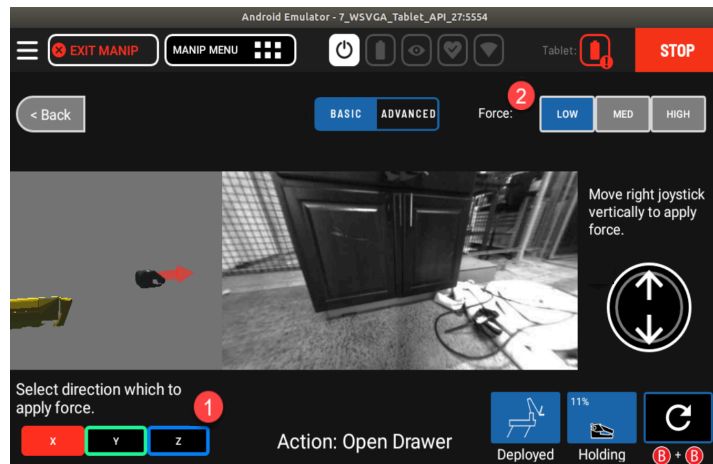 Android Emulator - 7_WSVGA_Tablet_API_27:5554
EXIT MANIP
MANIP MENU
Tablet:
STOP
2
< Back
BASIC
ADVANCED
Force:
LOW
MED
HIGH
Move right joystick
vertically to apply
force.
Select direction which to
apply force.
1
X
Y
Z
Action: Open Drawer
Deployed
11%
Holding
B + B